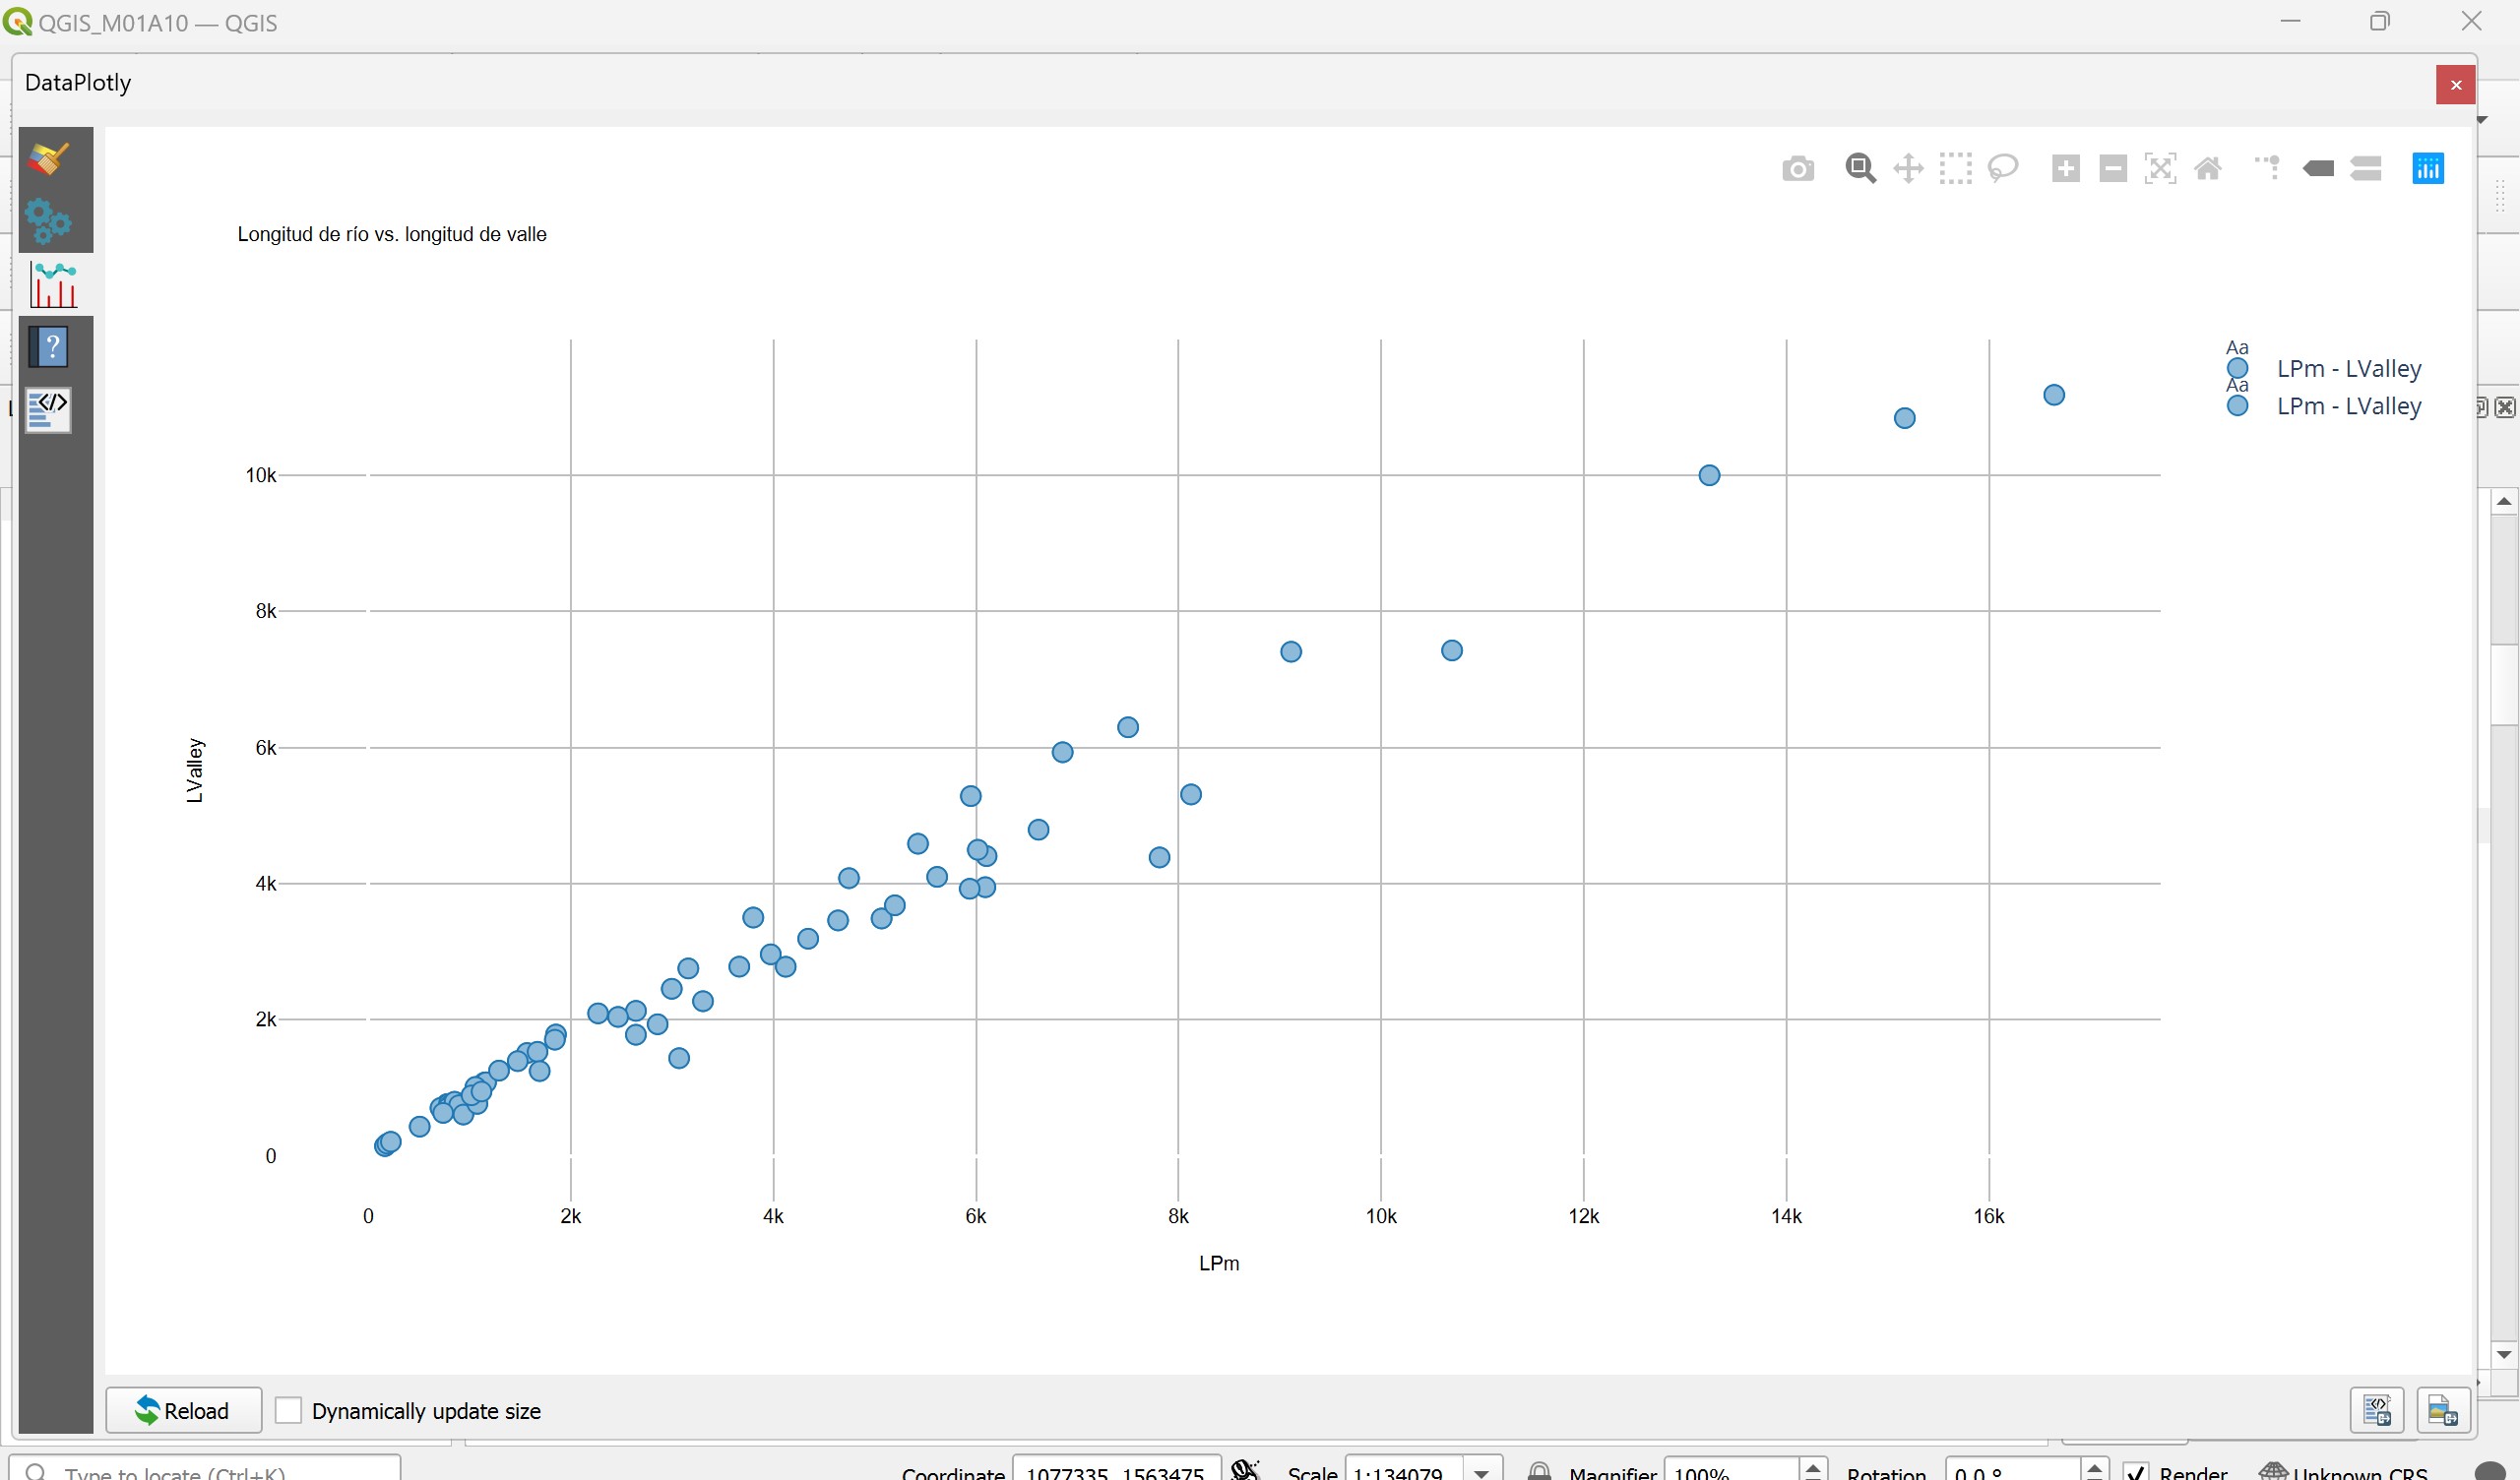 QGIS_M01A10 — QGIS
DataPlotly
Longitud de río vs. longitud de valle
Aa
LPm - LValley
Aa
LPm - LValley
10k
8k
6k
4k
2k
0
LValley
0 2k 4k 6k 8k 10k 12k 14k 16k
LPm
Reload
Dynamically update size
Type to locate (Ctrl+K)
Coordinate 1077335 1563475 Scale 1:134079 Magnifier 100% Rotation 0.0 ° Render Unknown CRS